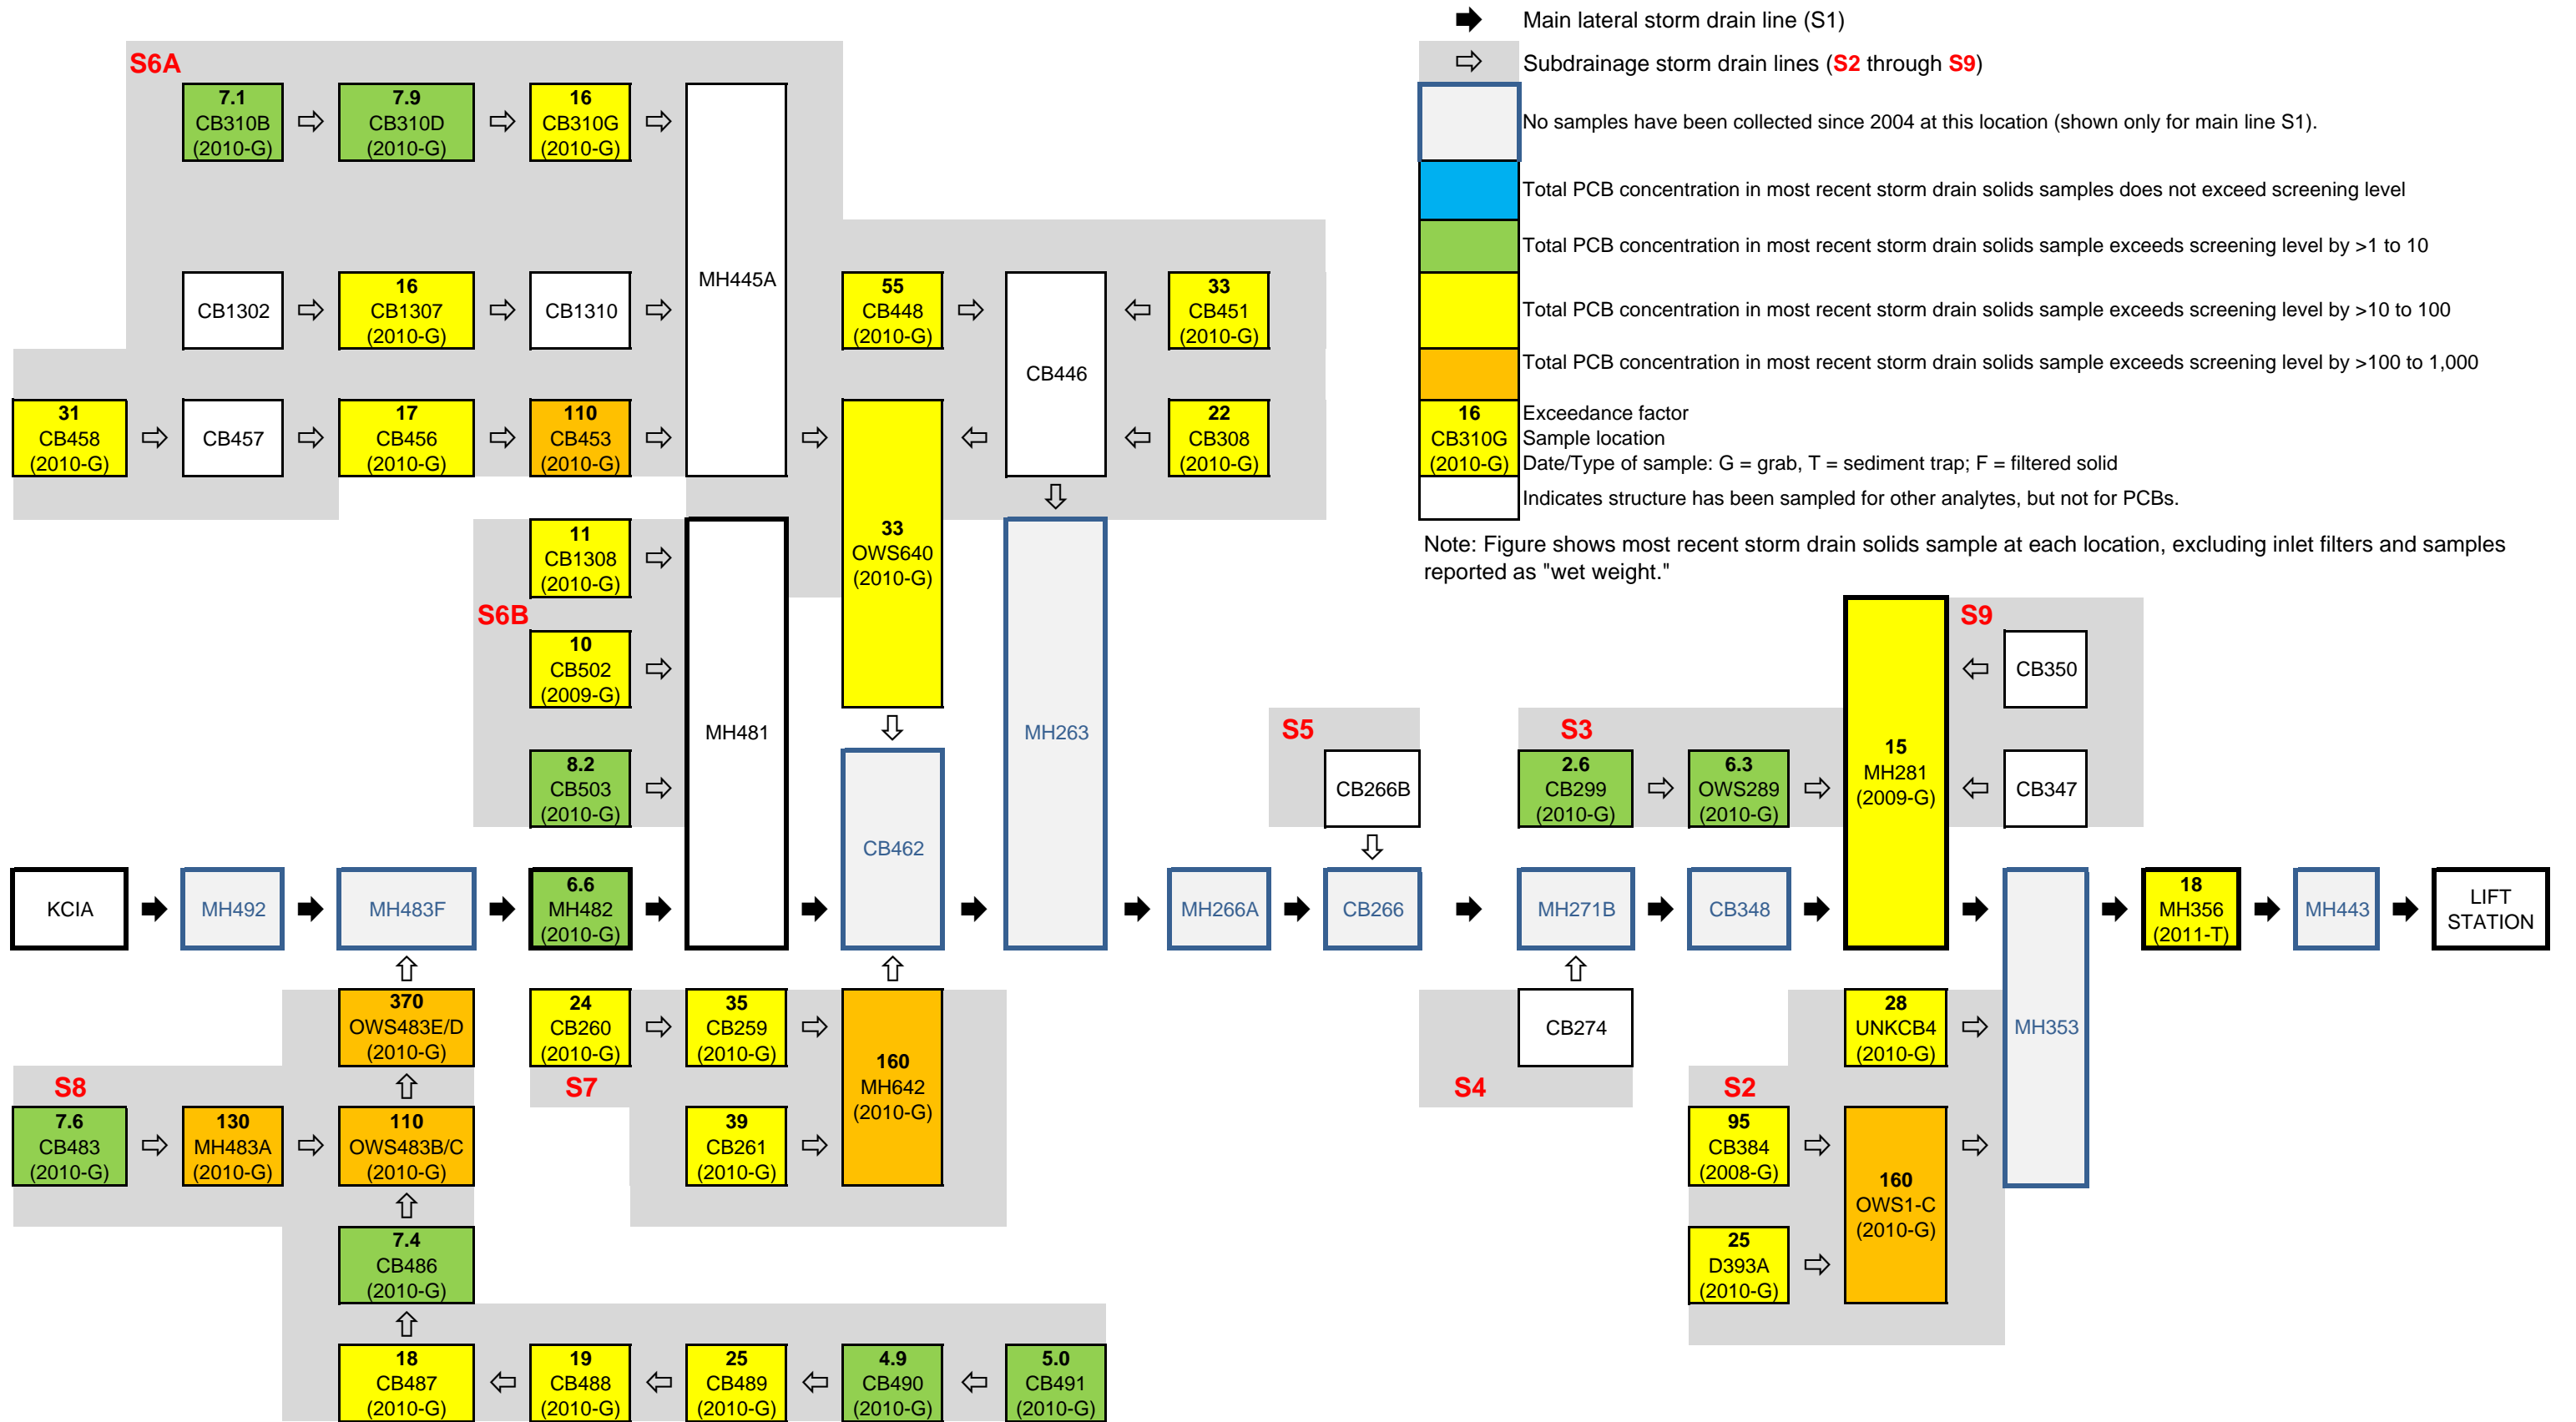 Main lateral storm drain line (S1)
Subdrainage storm drain lines (S2 through S9)
No samples have been collected since 2004 at this location (shown only for main line S1).
Total PCB concentration in most recent storm drain solids samples does not exceed screening level
Total PCB concentration in most recent storm drain solids sample exceeds screening level by >1 to 10
Total PCB concentration in most recent storm drain solids sample exceeds screening level by >10 to 100
Total PCB concentration in most recent storm drain solids sample exceeds screening level by >100 to 1,000
16
CB310G
(2010-G)
Exceedance factor
Sample location
Date/Type of sample: G = grab, T = sediment trap; F = filtered solid
Indicates structure has been sampled for other analytes, but not for PCBs.
Note: Figure shows most recent storm drain solids sample at each location, excluding inlet filters and samples
reported as "wet weight."
S6A
7.1
CB310B
(2010-G)
7.9
CB310D
(2010-G)
16
CB310G
(2010-G)
MH445A
CB1302
16
CB1307
(2010-G)
CB1310
55
CB448
(2010-G)
CB446
33
CB451
(2010-G)
31
CB458
(2010-G)
CB457
17
CB456
(2010-G)
110
CB453
(2010-G)
22
CB308
(2010-G)
33
OWS640
(2010-G)
S6B
11
CB1308
(2010-G)
10
CB502
(2009-G)
8.2
CB503
(2010-G)
MH481
CB462
MH263
S5
CB266B
S3
2.6
CB299
(2010-G)
6.3
OWS289
(2010-G)
15
MH281
(2009-G)
S9
CB350
CB347
KCIA
MH492
MH483F
6.6
MH482
(2010-G)
MH266A
CB266
MH271B
CB348
MH353
18
MH356
(2011-T)
MH443
LIFT
STATION
370
OWS483E/D
(2010-G)
24
CB260
(2010-G)
35
CB259
(2010-G)
160
MH642
(2010-G)
CB274
28
UNKCB4
(2010-G)
S8
S7
S4
S2
7.6
CB483
(2010-G)
130
MH483A
(2010-G)
110
OWS483B/C
(2010-G)
39
CB261
(2010-G)
95
CB384
(2008-G)
160
OWS1-C
(2010-G)
7.4
CB486
(2010-G)
25
D393A
(2010-G)
18
CB487
(2010-G)
19
CB488
(2010-G)
25
CB489
(2010-G)
4.9
CB490
(2010-G)
5.0
CB491
(2010-G)